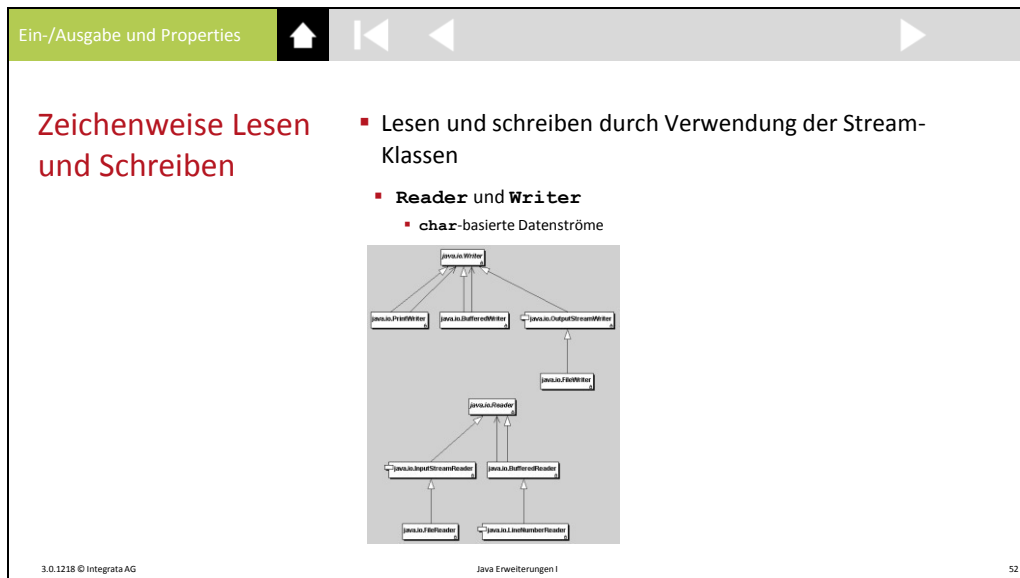 Ein-/Ausgabe und Properties
Zeichenweise Lesen
und Schreiben
▪ Lesen und schreiben durch Verwendung der Stream-
Klassen
▪ Reader und Writer
▪ char-basierte Datenströme
java.io.Writer
java.io.PrintWriter java.io.BufferedWriter java.io.OutputStreamWriter
java.io.FileWriter
java.io.Reader
java.io.InputStreamReader java.io.BufferedReader
java.io.FileReader java.io.LineNumberReader
3.0.1218 © Integrata AG Java Erweiterungen I 52